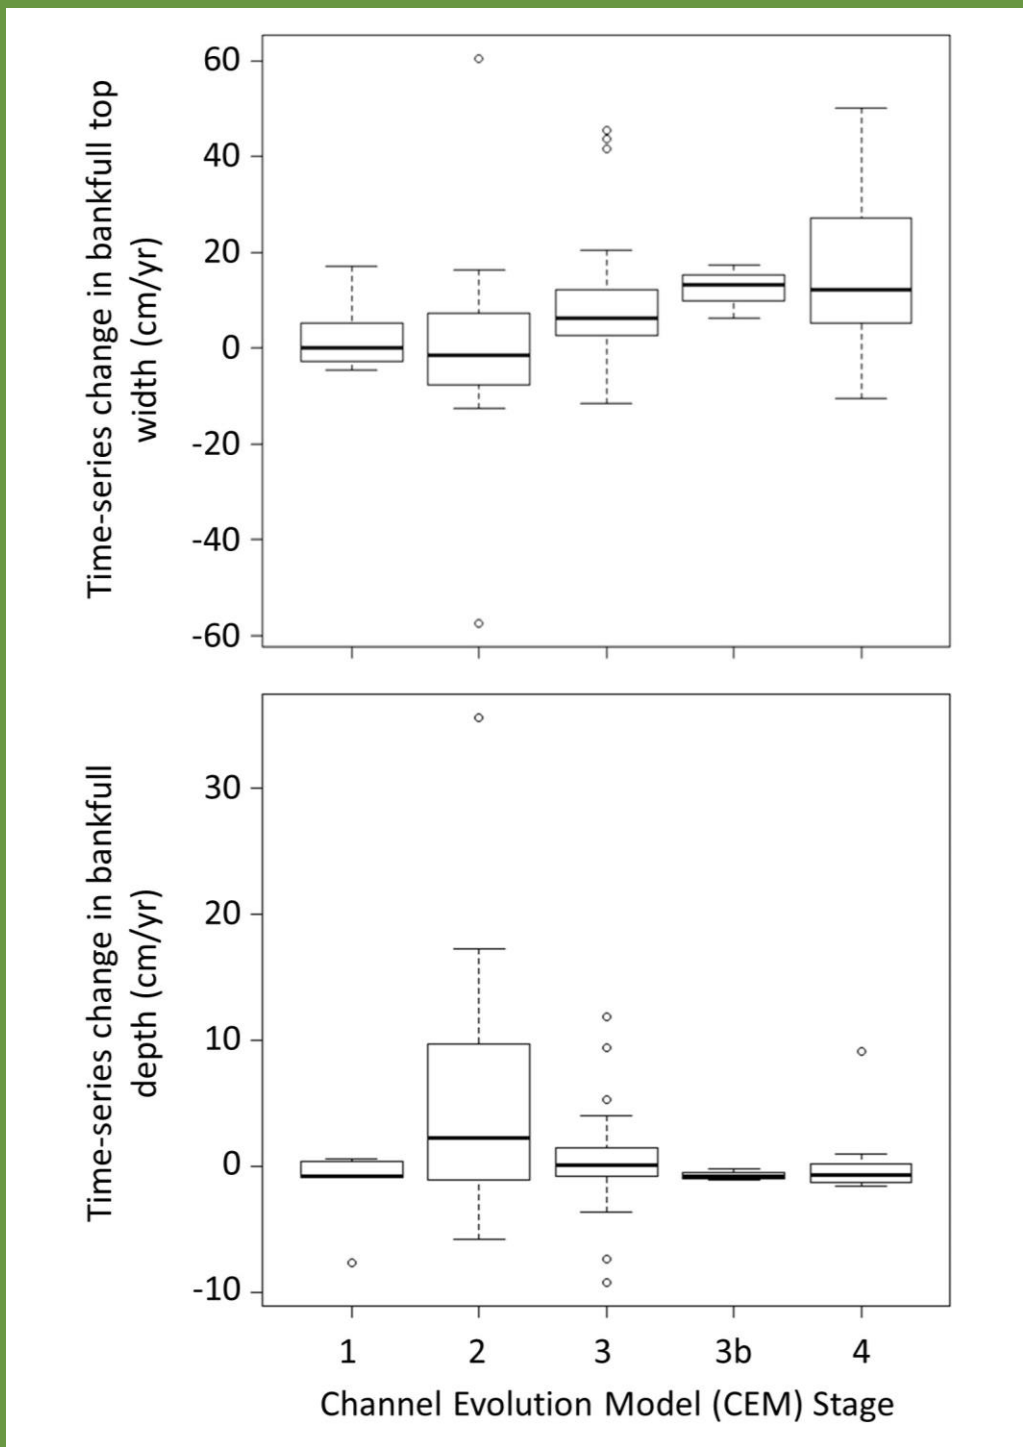 Time-series change in bankfull top
width (cm/yr)
60
40
20
0
-20
-40
-60
Time-series change in bankfull
depth (cm/yr)
30
20
10
0
-10
1 2 3 3b 4
Channel Evolution Model (CEM) Stage